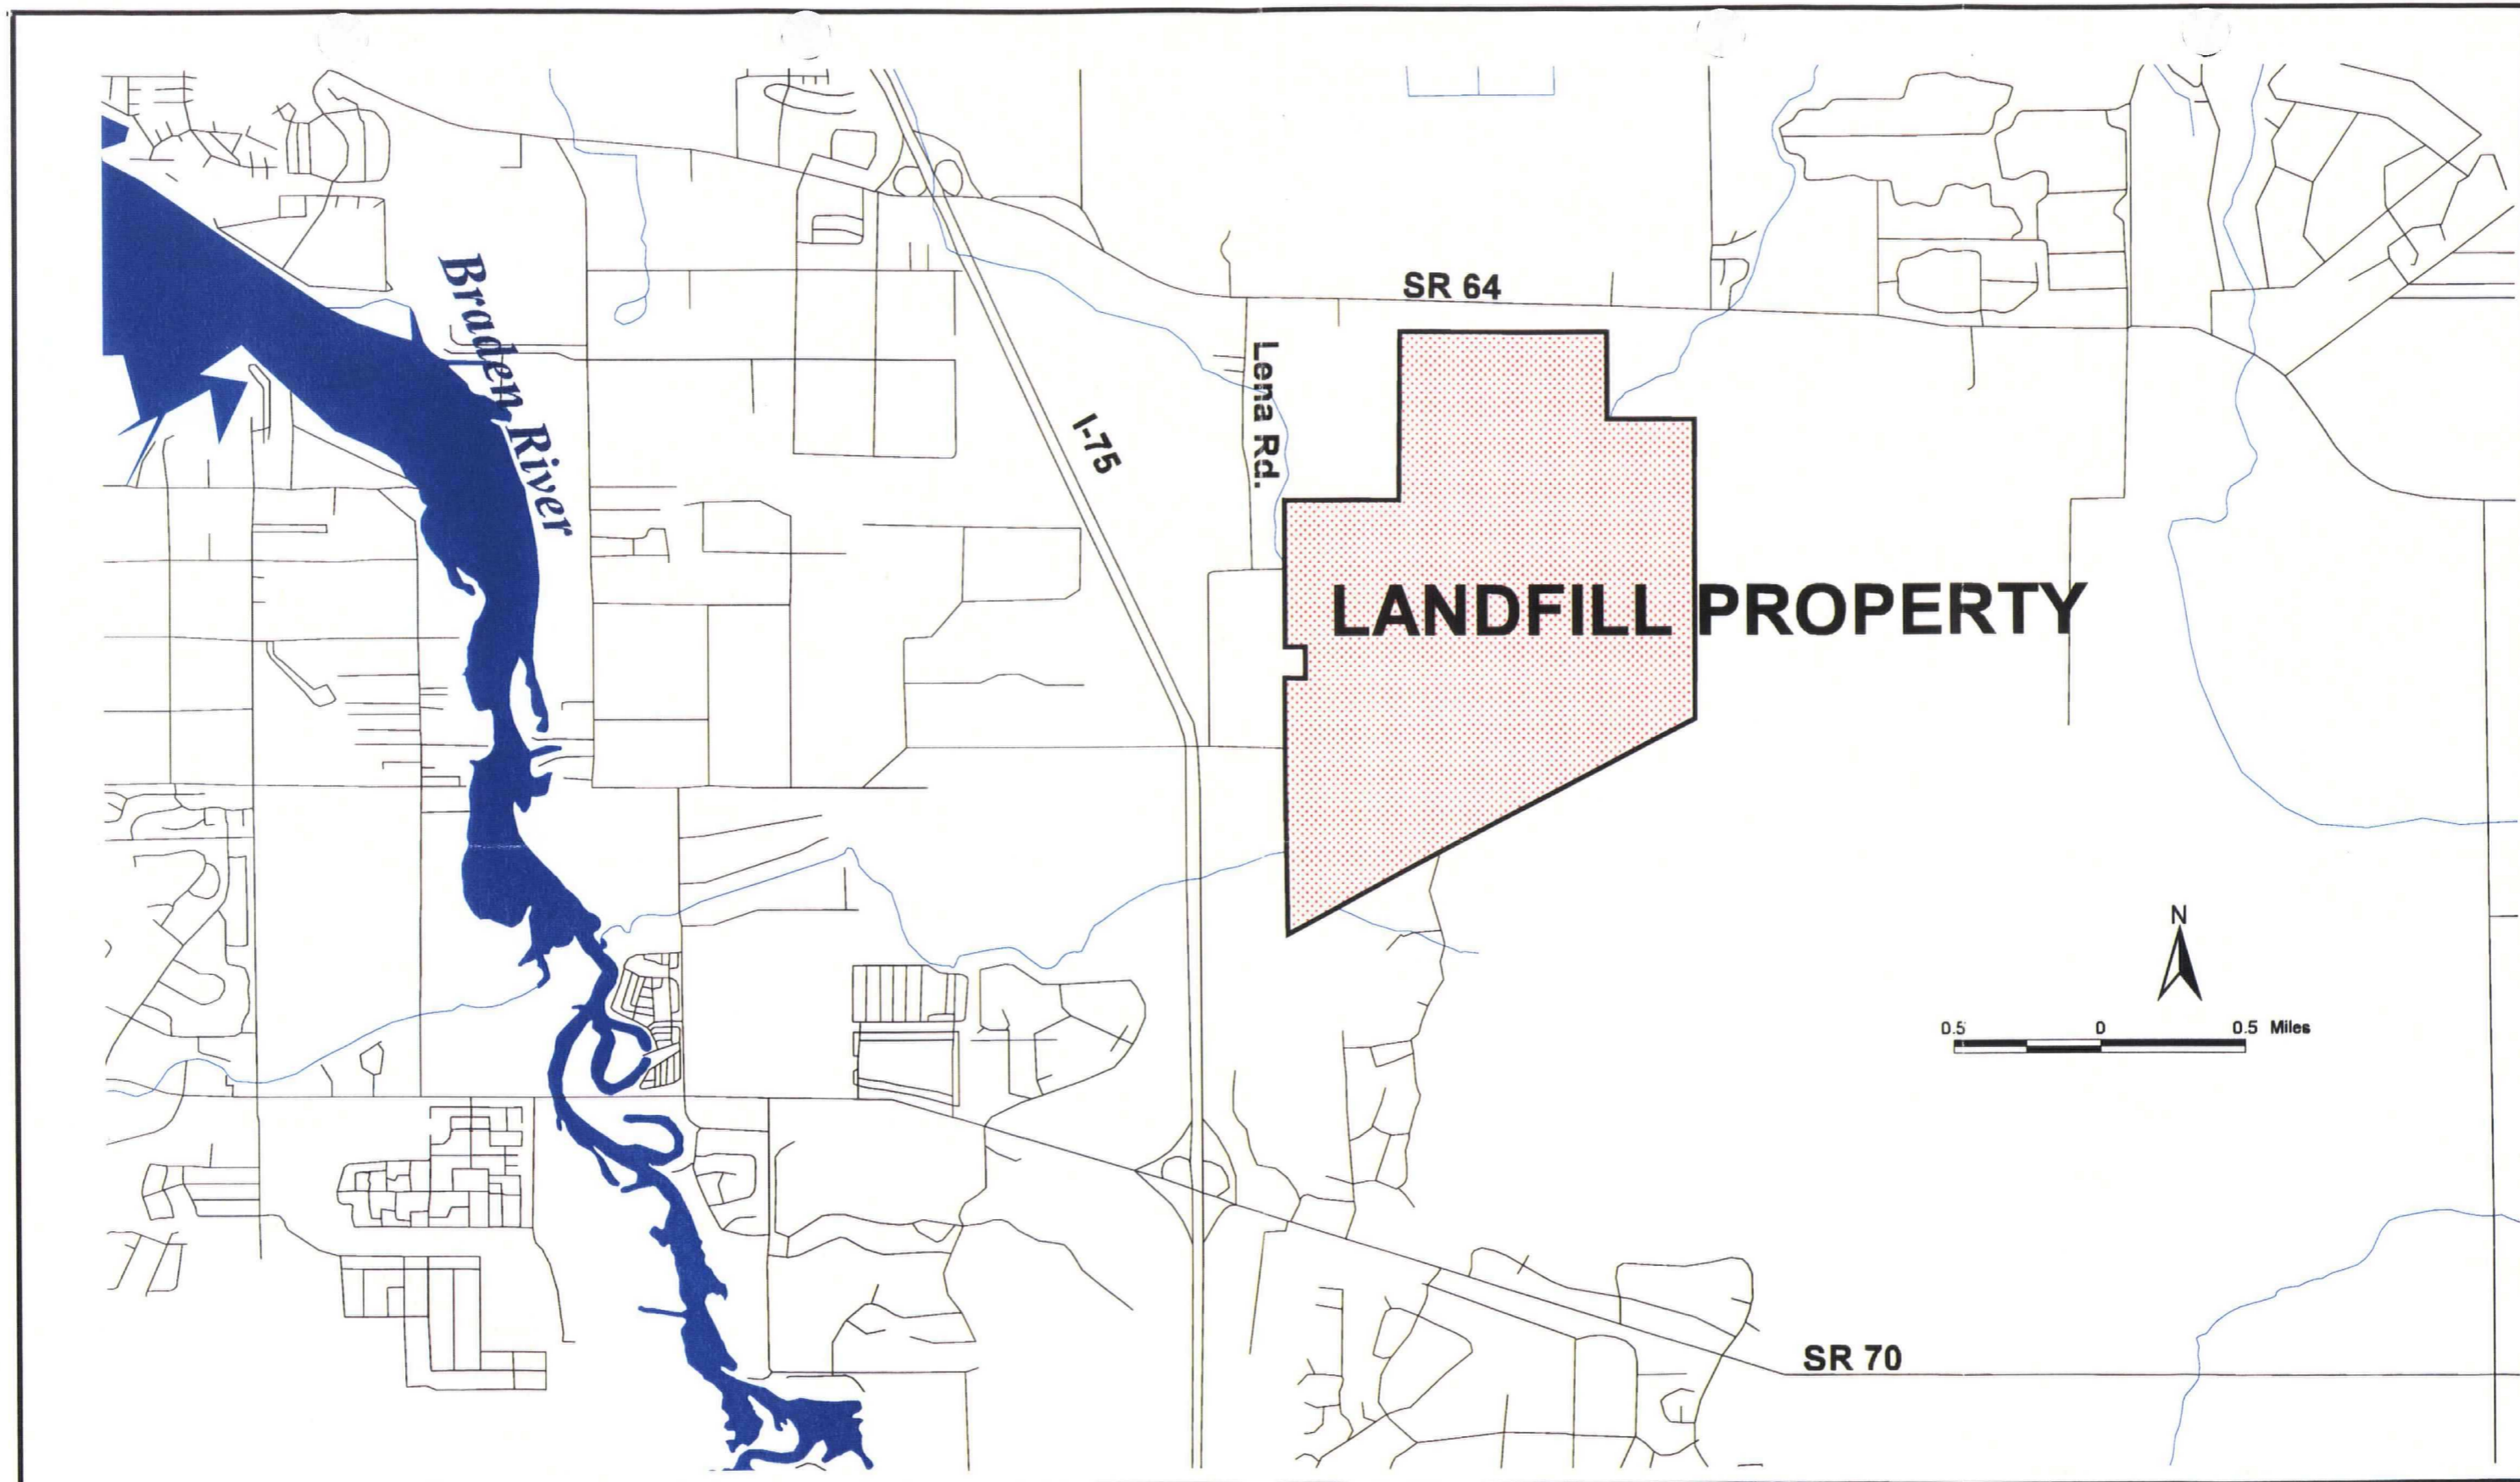 SR 64
Braden River
Lena Rd.
I-75
LANDFILL PROPERTY
N
0.5 0 0.5 Miles
SR 70